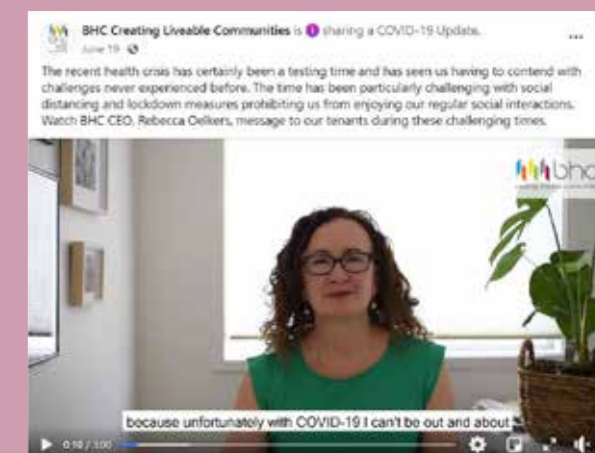 BHC Creating Liveable Communities is sharing a COVID-19 Update.
June 19
The recent health crisis has certainly been a testing time and has seen us having to contend with
challenges never experienced before. The time has been particularly challenging with social
distancing and lockdown measures prohibiting us from enjoying our regular social interactions.
Watch BHC CEO, Rebecca Oelkers, message to our tenants during these challenging times.
bhc
because unfortunately with COVID-19 I can't be out and about
0:10 / 3:00